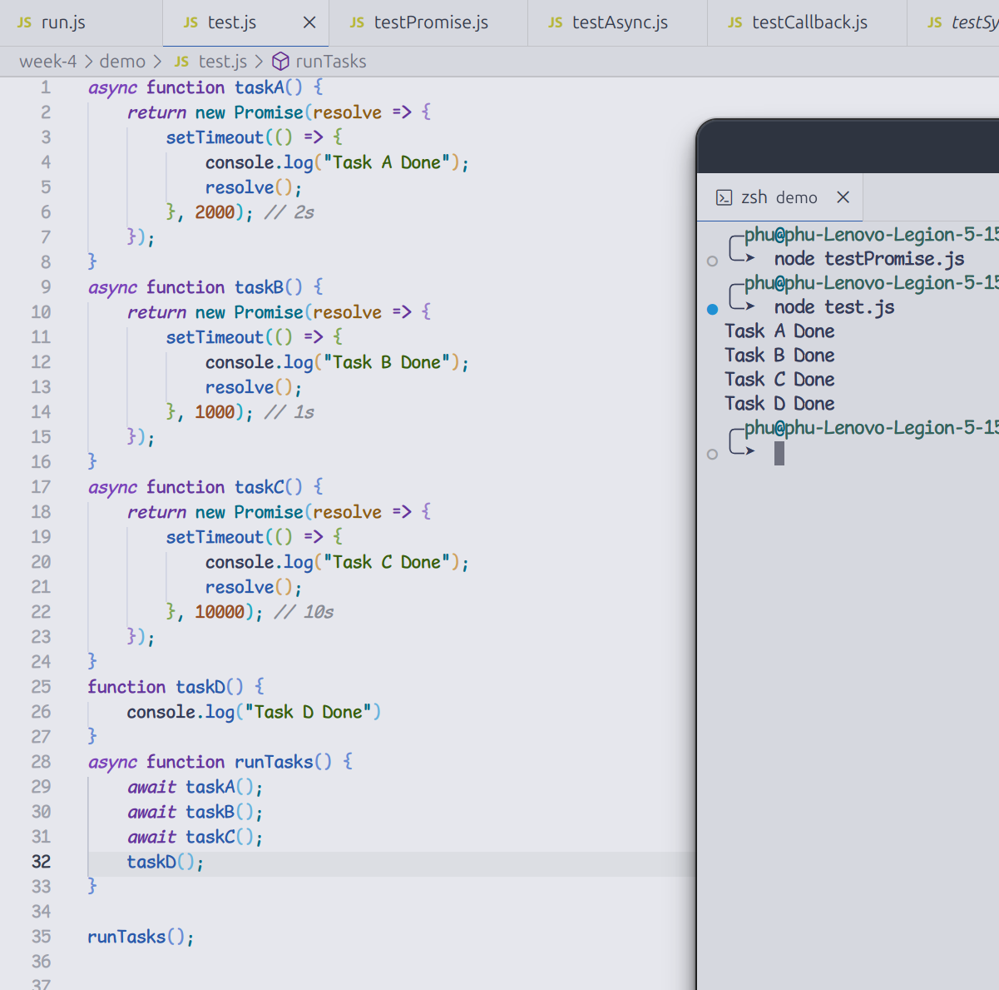 JS run.js
JS test.js
JS testPromise.js
JS testAsync.js
JS testCallback.js
JS
week-4 > demo > JS test.js > runTasks
1 async function taskA() {
2 return new Promise(resolve => {
3 setTimeout(() => {
4 console.log("Task A Done");
5 resolve();
6 }, 2000); // 2s
7 });
8 }
9 async function taskB() {
10 return new Promise(resolve => {
11 setTimeout(() => {
12 console.log("Task B Done");
13 resolve();
14 }, 1000); // 1s
15 });
16 }
17 async function taskC() {
18 return new Promise(resolve => {
19 setTimeout(() => {
20 console.log("Task C Done");
21 resolve();
22 }, 10000); // 10s
23 });
24 }
25 function taskD() {
26 console.log("Task D Done")
27 }
28 async function runTasks() {
29 await taskA();
30 await taskB();
31 await taskC();
32 taskD();
33 }
34
35 runTasks();
36
37
zsh demo
phu@phu-Lenovo-Legion-5-15
node testPromise.js
phu@phu-Lenovo-Legion-5-15
node test.js
Task A Done
Task B Done
Task C Done
Task D Done
phu@phu-Lenovo-Legion-5-15